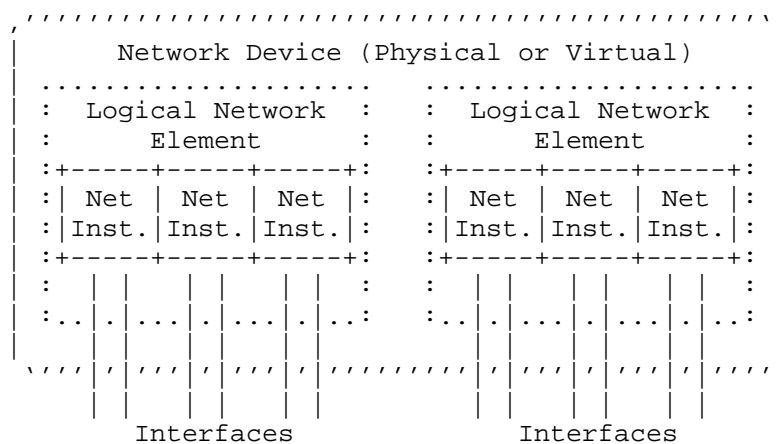 Network Device (Physical or Virtual)
Logical Network Logical Network
Element Element
Net Net Net Net Net Net
Inst. Inst. Inst. Inst. Inst. Inst.
Interfaces Interfaces